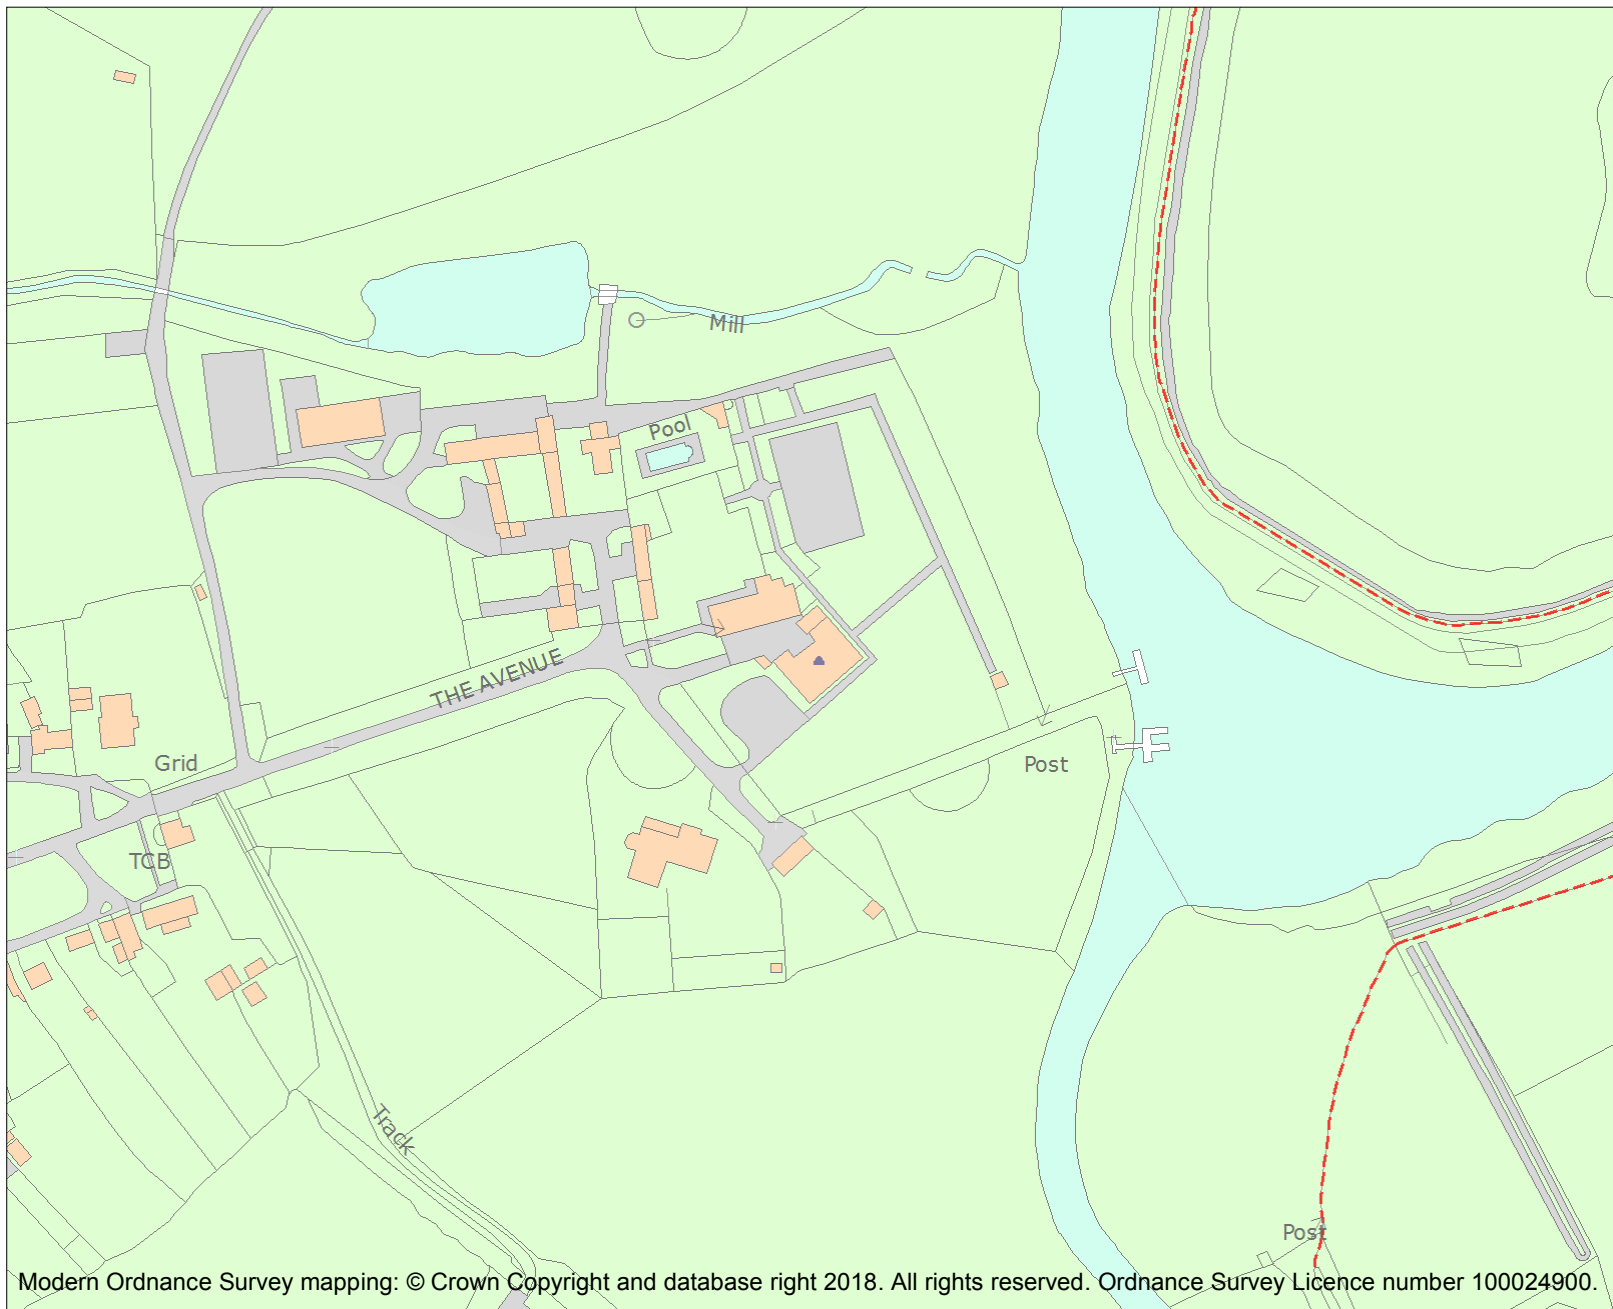 Mill
Pool
THE AVENUE
Grid
Post
TCB
Track
Post
Modern Ordnance Survey mapping: © Crown Copyright and database right 2018. All rights reserved. Ordnance Survey Licence number 100024900.